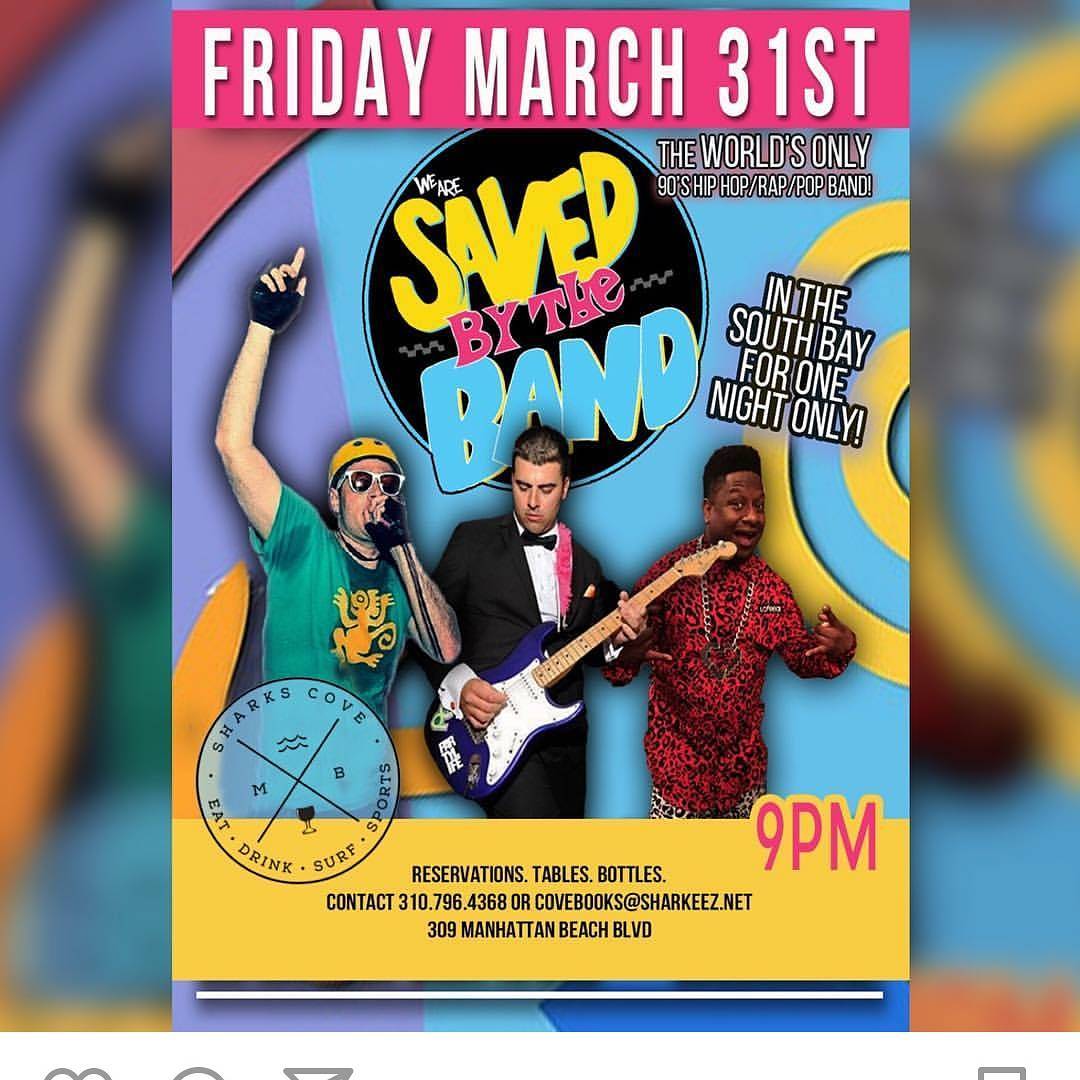 FRIDAY MARCH 31ST
THE WORLD'S ONLY
90'S HIP HOP/RAP/POP BAND!
WE ARE
SAVED
BY THE
BAND
IN THE
SOUTH BAY
FOR ONE
NIGHT ONLY!
SHARKS COVE
M B
EAT · DRINK · SURF · SPORTS
9PM
RESERVATIONS. TABLES. BOTTLES.
CONTACT 310.796.4368 OR COVEBOOKS@SHARKEEZ.NET
309 MANHATTAN BEACH BLVD